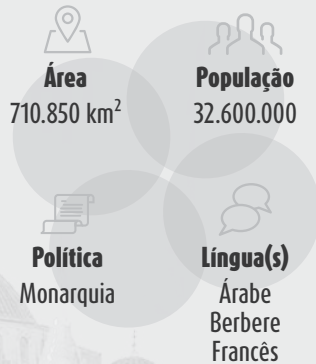 Área
710.850 km²
População
32.600.000
Política
Monarquia
Língua(s)
Árabe
Berbere
Francês